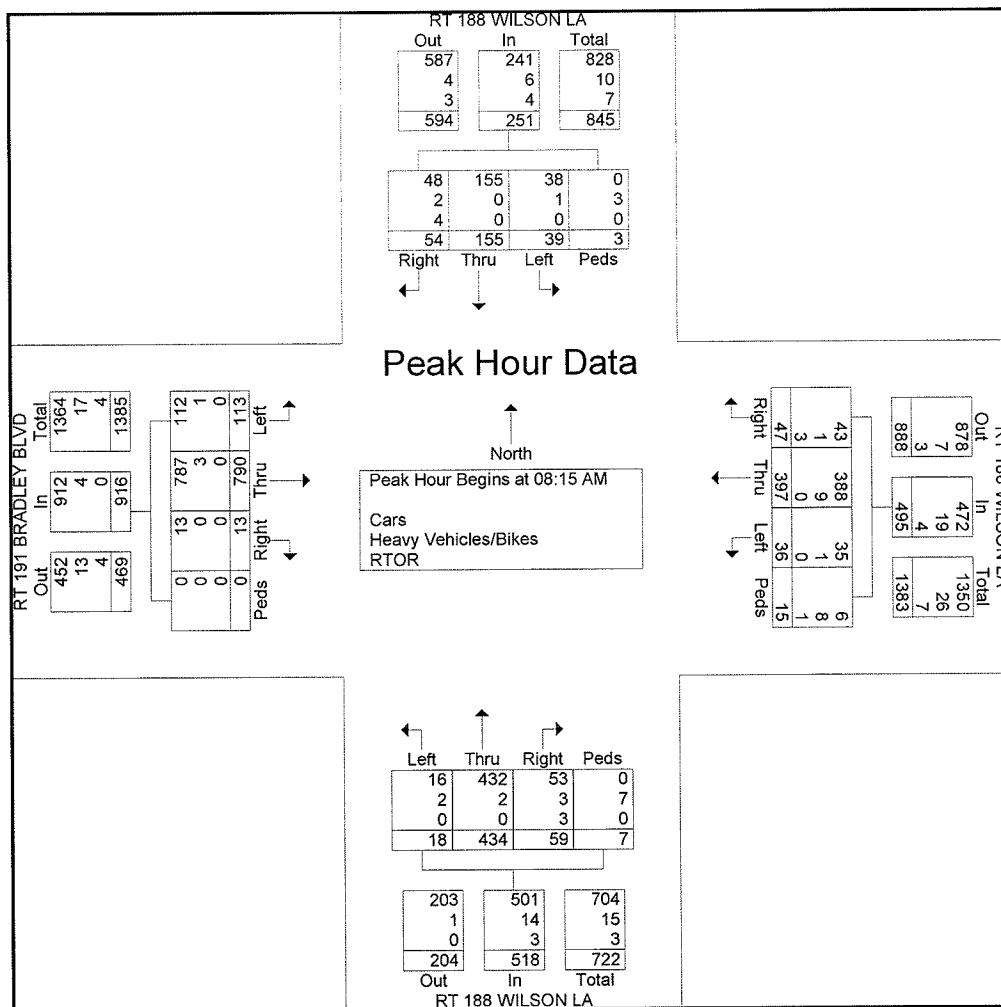 RT 188 WILSON LA
Out In Total
587 241 828
4 6 10
3 4 7
594 251 845
48 155 38 0
2 0 1 3
4 0 0 0
54 155 39 3
Right Thru Left Peds
Peak Hour Data
RT 191 BRADLEY BLVD
Total In Out
1364 912 452
17 4 13
4 0 4
1385 916 469
112 787 13 0
1 3 0 0
0 0 0 0
113 790 13 0
Left Thru Right Peds
North
Peak Hour Begins at 08:15 AM
Cars
Heavy Vehicles/Bikes
RTOR
Right Thru Left Peds
47 397 36 15
3 0 0 1
1 9 1 8
43 388 35 6
Out In Total
888 495 1383
3 4 7
7 19 26
878 472 1350
WILSON LA
Left Thru Right Peds
16 432 53 0
2 2 3 7
0 0 3 0
18 434 59 7
203 501 704
1 14 15
0 3 3
204 518 722
Out In Total
RT 188 WILSON LA